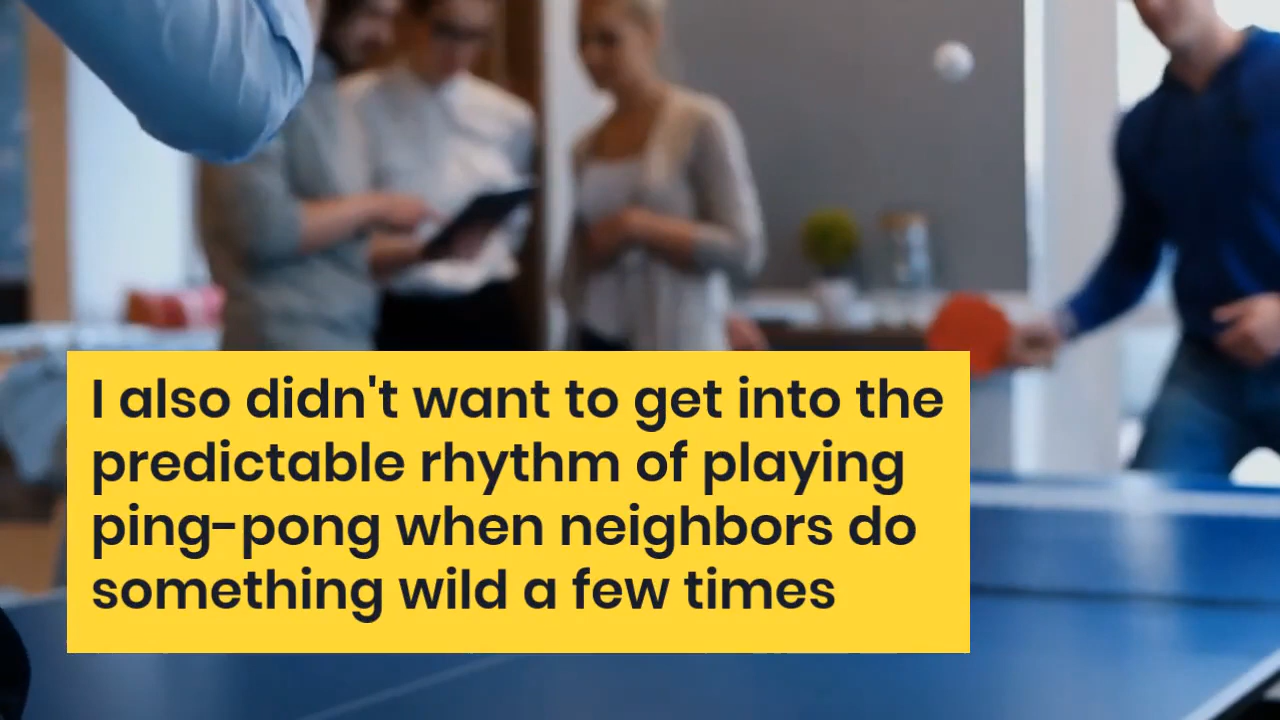 I also didn't want to get into the
predictable rhythm of playing
ping-pong when neighbors do
something wild a few times